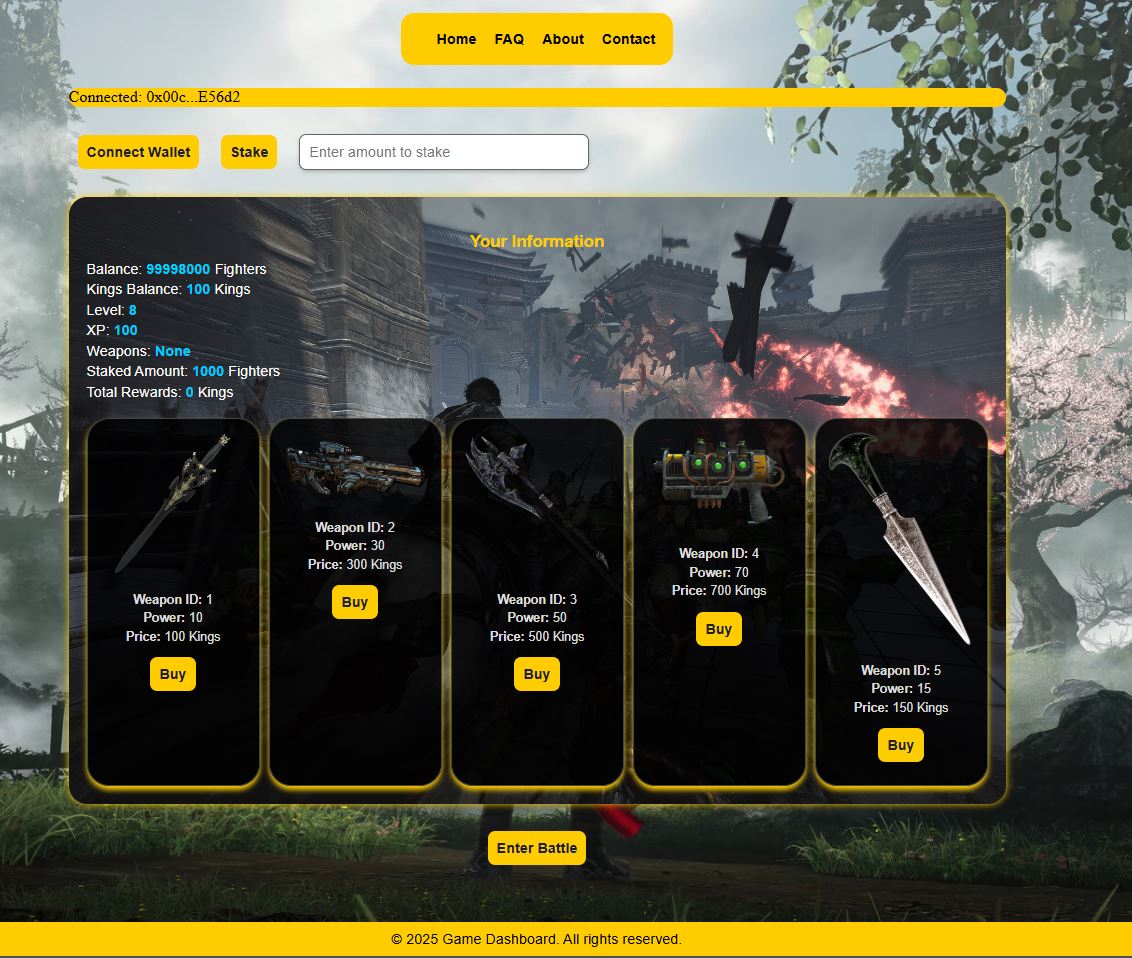 Home FAQ About Contact
Connected: 0x00c...E56d2
Connect Wallet Stake Enter amount to stake
Your Information
Balance: 99998000 Fighters
Kings Balance: 100 Kings
Level: 8
XP: 100
Weapons: None
Staked Amount: 1000 Fighters
Total Rewards: 0 Kings
Weapon ID: 1
Power: 10
Price: 100 Kings
Buy
Weapon ID: 2
Power: 30
Price: 300 Kings
Buy
Weapon ID: 3
Power: 50
Price: 500 Kings
Buy
Weapon ID: 4
Power: 70
Price: 700 Kings
Buy
Weapon ID: 5
Power: 15
Price: 150 Kings
Buy
Enter Battle
© 2025 Game Dashboard. All rights reserved.